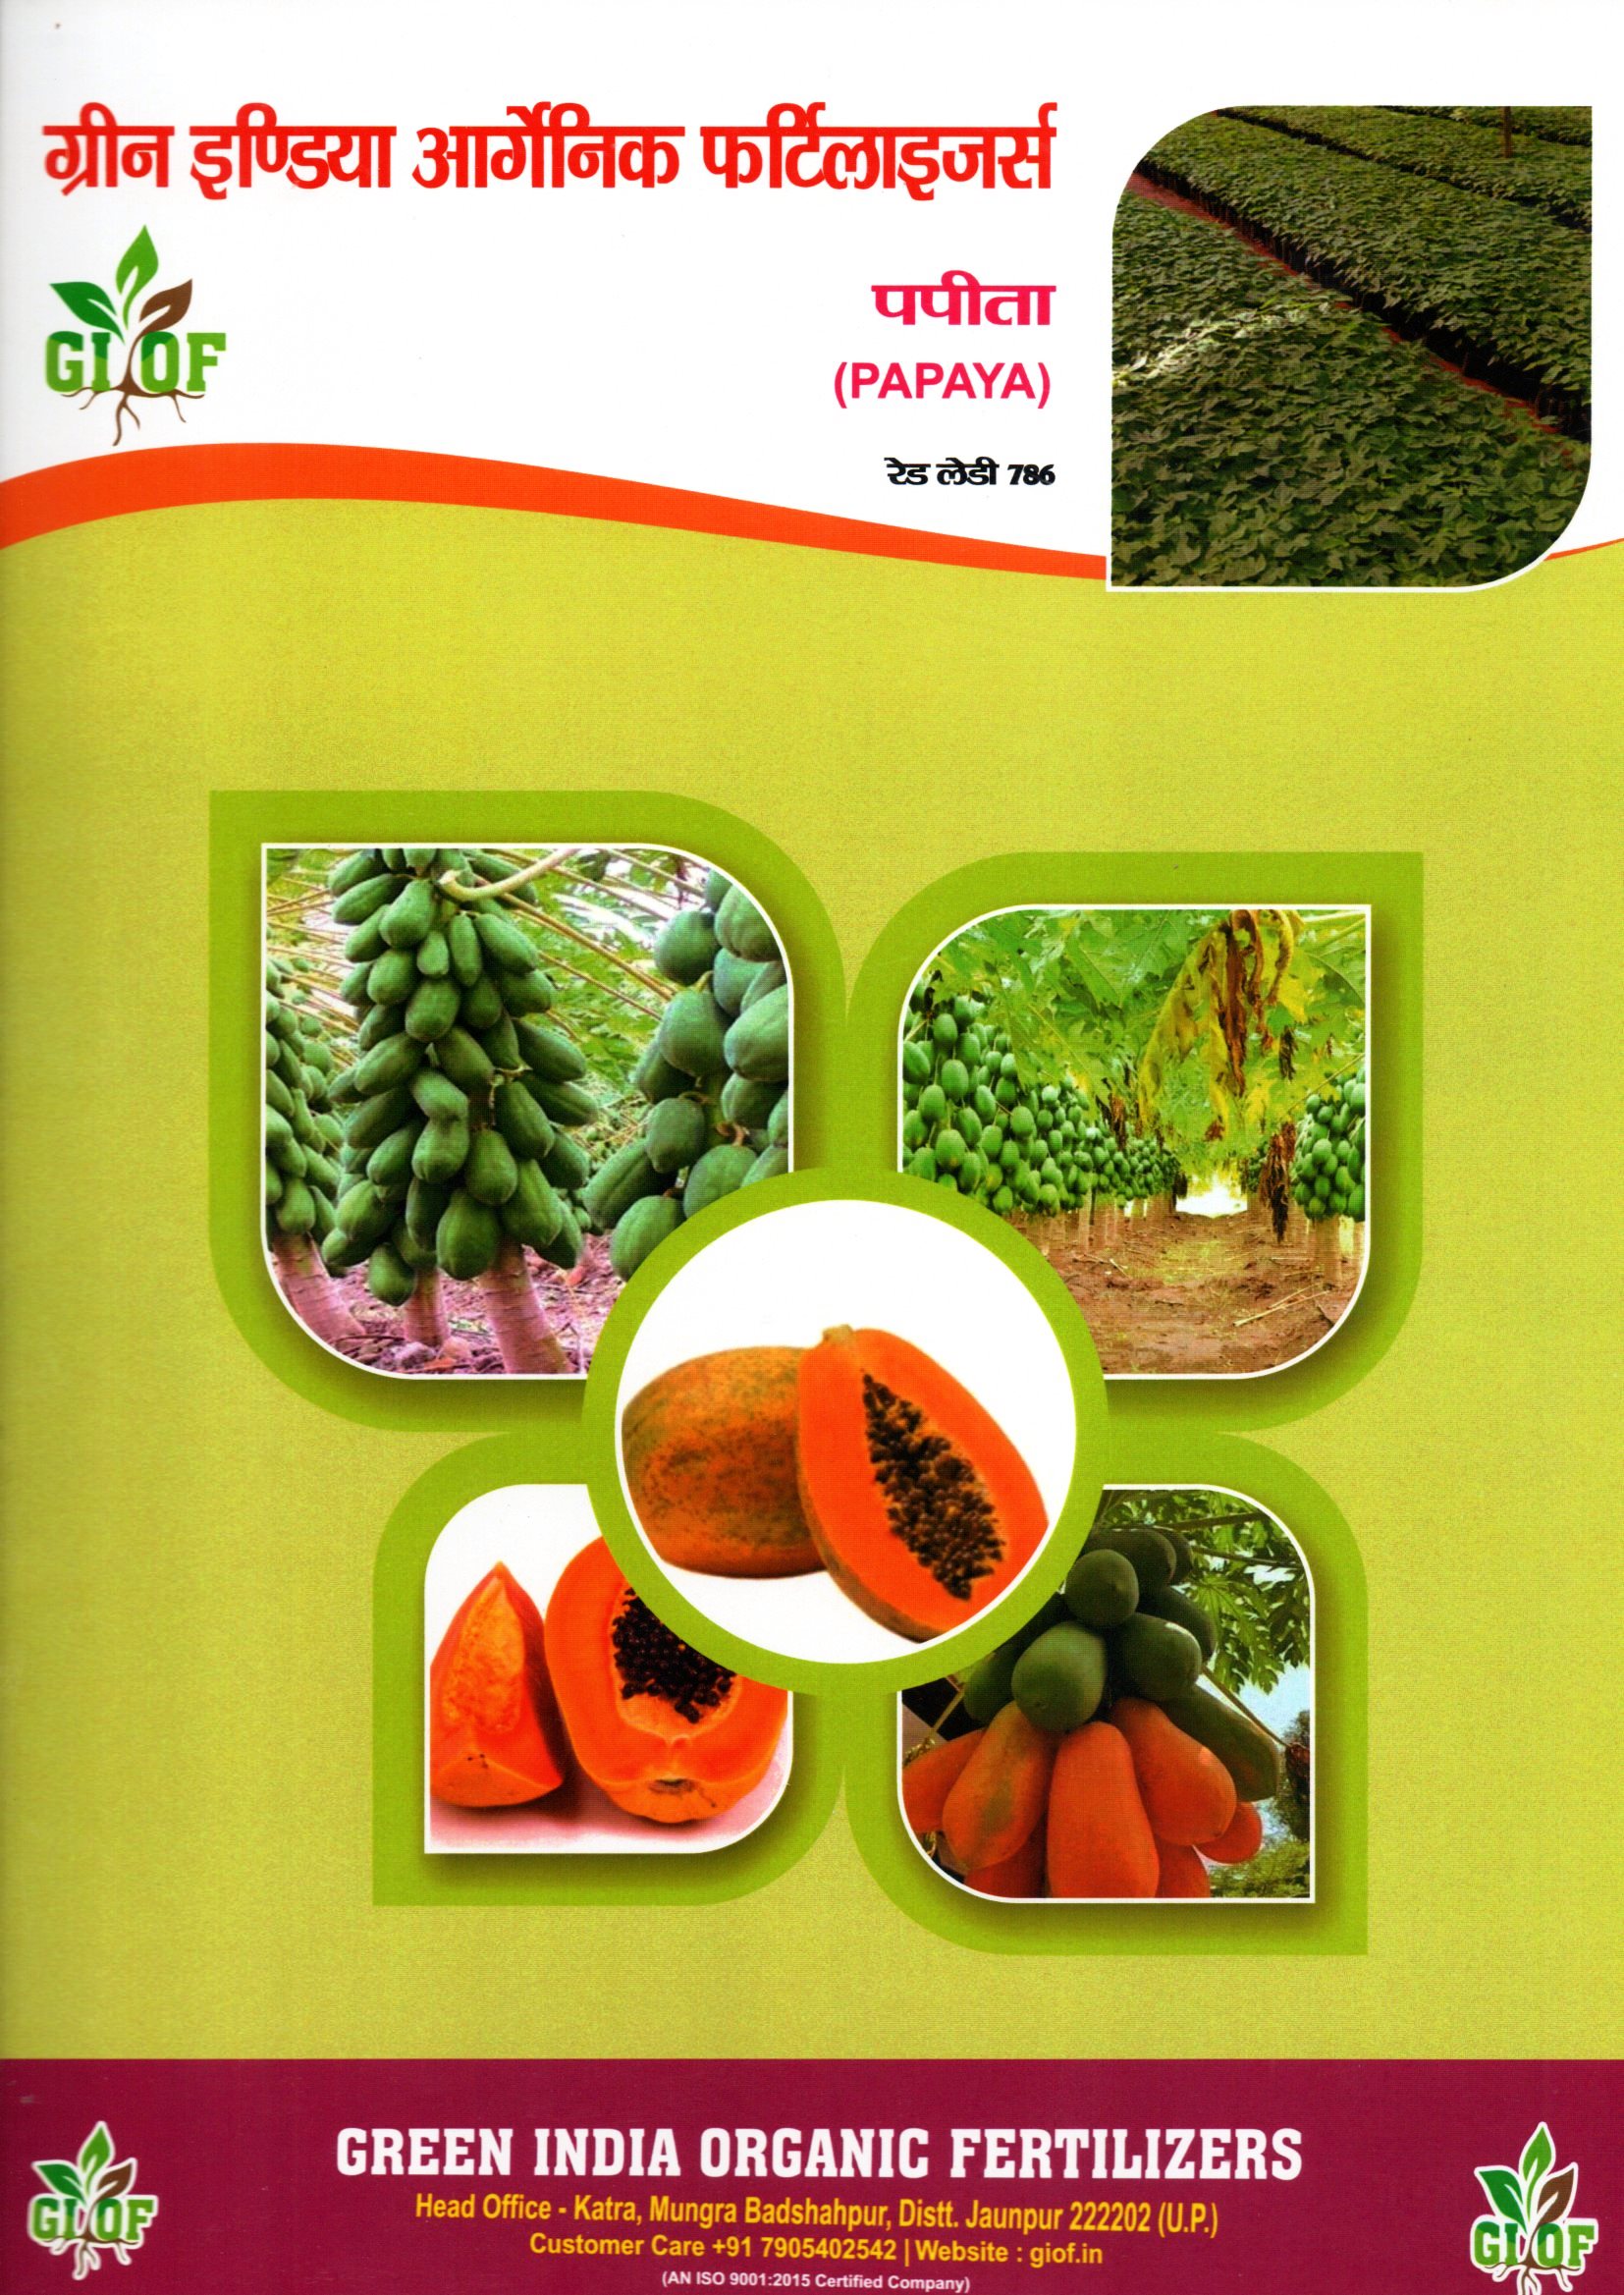 ग्रीन इण्डिया आर्गेनिक फर्टिलाइजर्स
GIOF
पपीता
(PAPAYA)
रेड लेडी 786
GREEN INDIA ORGANIC FERTILIZERS
Head Office - Katra, Mungra Badshahpur, Distt. Jaunpur 222202 (U.P.)
Customer Care +91 7905402542 | Website : giof.in
(AN ISO 9001:2015 Certified Company)
GIOF
GIOF